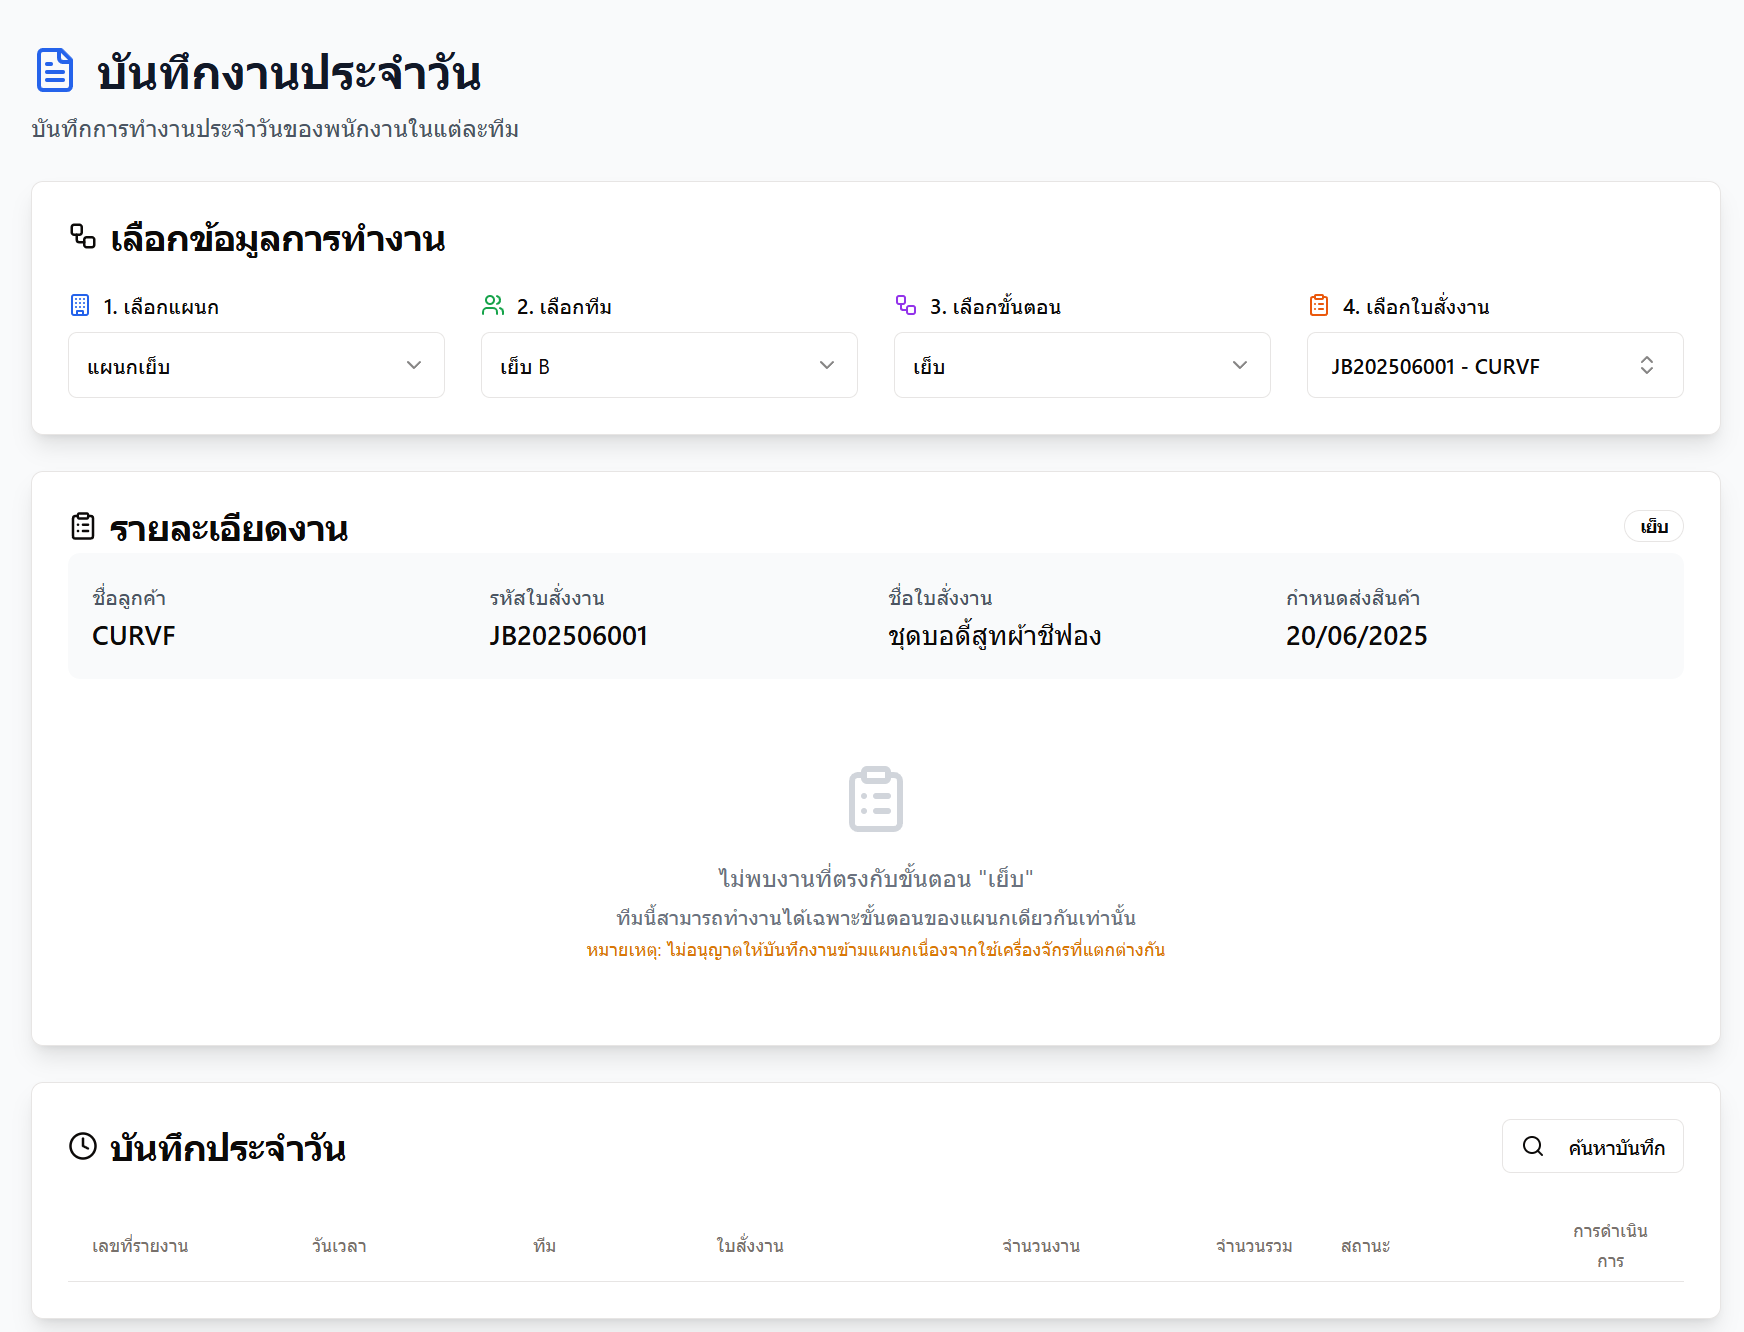 บันทึกงานประจำวัน
บันทึกการทำงานประจำวันของพนักงานในแต่ละทีม
เลือกข้อมูลการทำงาน
1. เลือกแผนก
2. เลือกทีม
3. เลือกขั้นตอน
4. เลือกใบสั่งงาน
แผนกเย็บ
เย็บ B
เย็บ
JB202506001 - CURVF
รายละเอียดงาน
เย็บ
ชื่อลูกค้า
รหัสใบสั่งงาน
ชื่อใบสั่งงาน
กำหนดส่งสินค้า
CURVF
JB202506001
ชุดบอดี้สูทผ้าชีฟอง
20/06/2025
ไม่พบงานที่ตรงกับขั้นตอน "เย็บ"
ทีมนี้สามารถทำงานได้เฉพาะขั้นตอนของแผนกเดียวกันเท่านั้น
หมายเหตุ: ไม่อนุญาตให้บันทึกงานข้ามแผนกเนื่องจากใช้เครื่องจักรที่แตกต่างกัน
บันทึกประจำวัน
ค้นหาบันทึก
เลขที่รายงาน
วันเวลา
ทีม
ใบสั่งงาน
จำนวนงาน
จำนวนรวม
สถานะ
การดำเนิน
การ